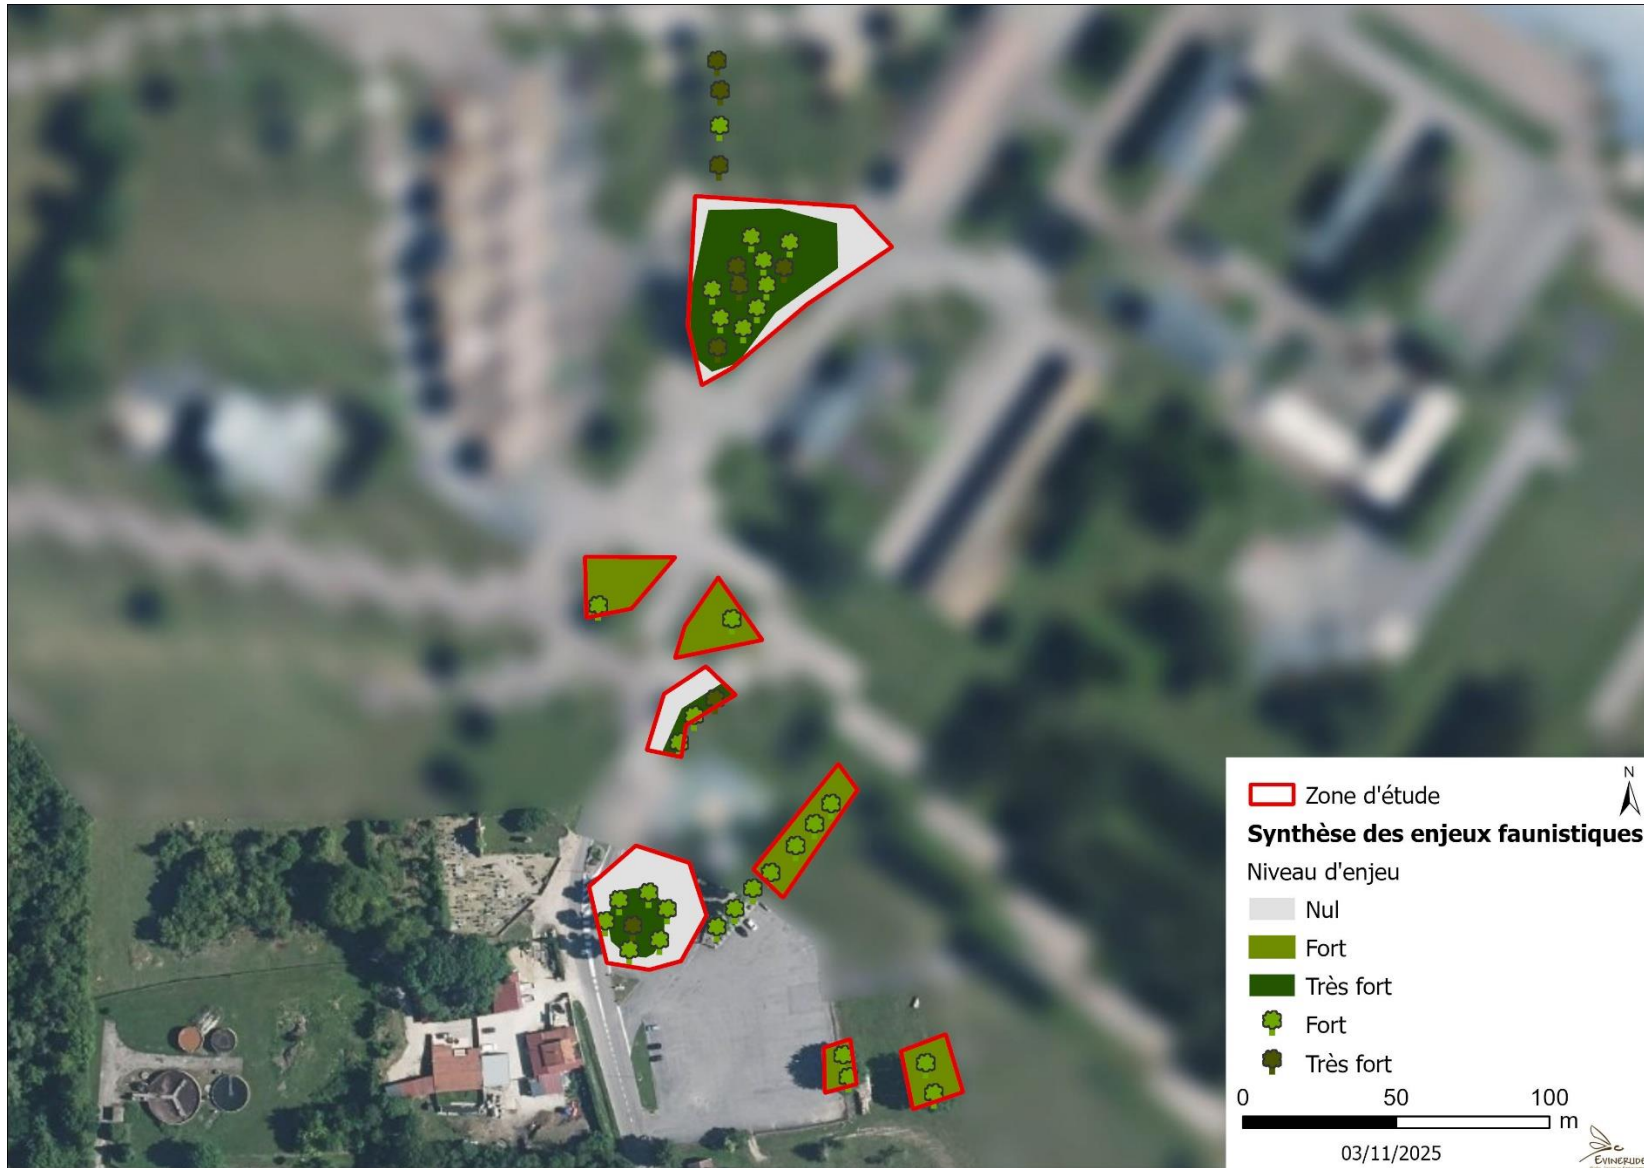 N
Zone d'étude
Synthèse des enjeux faunistiques
Niveau d'enjeu
Nul
Fort
Très fort
Fort
Très fort
0 50 100
m
03/11/2025
EVINERUDE